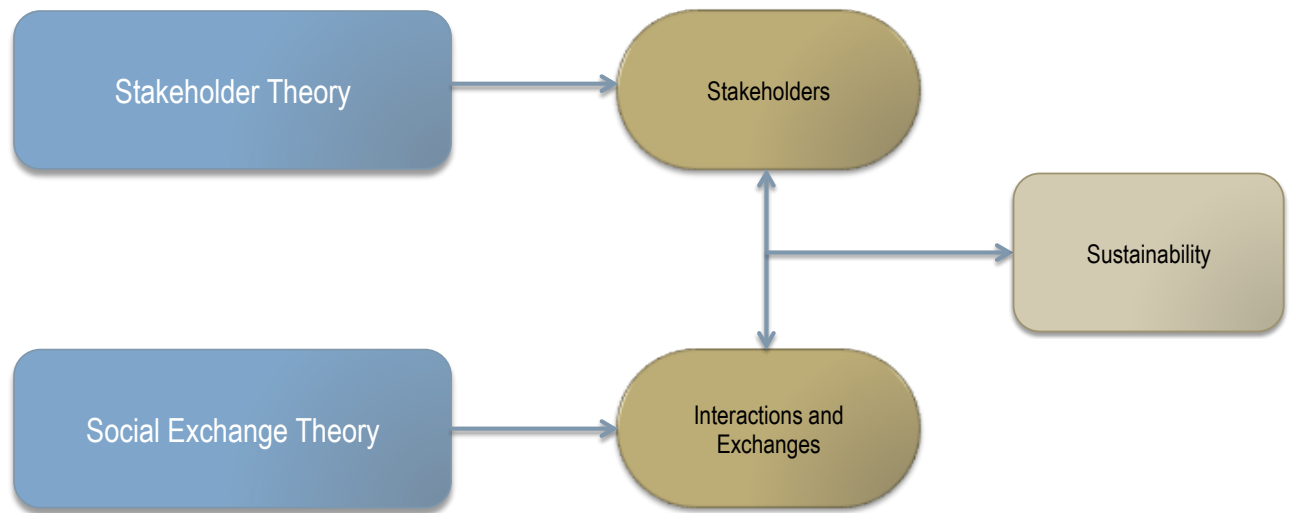 Stakeholder Theory
Stakeholders
Sustainability
Social Exchange Theory
Interactions and
Exchanges